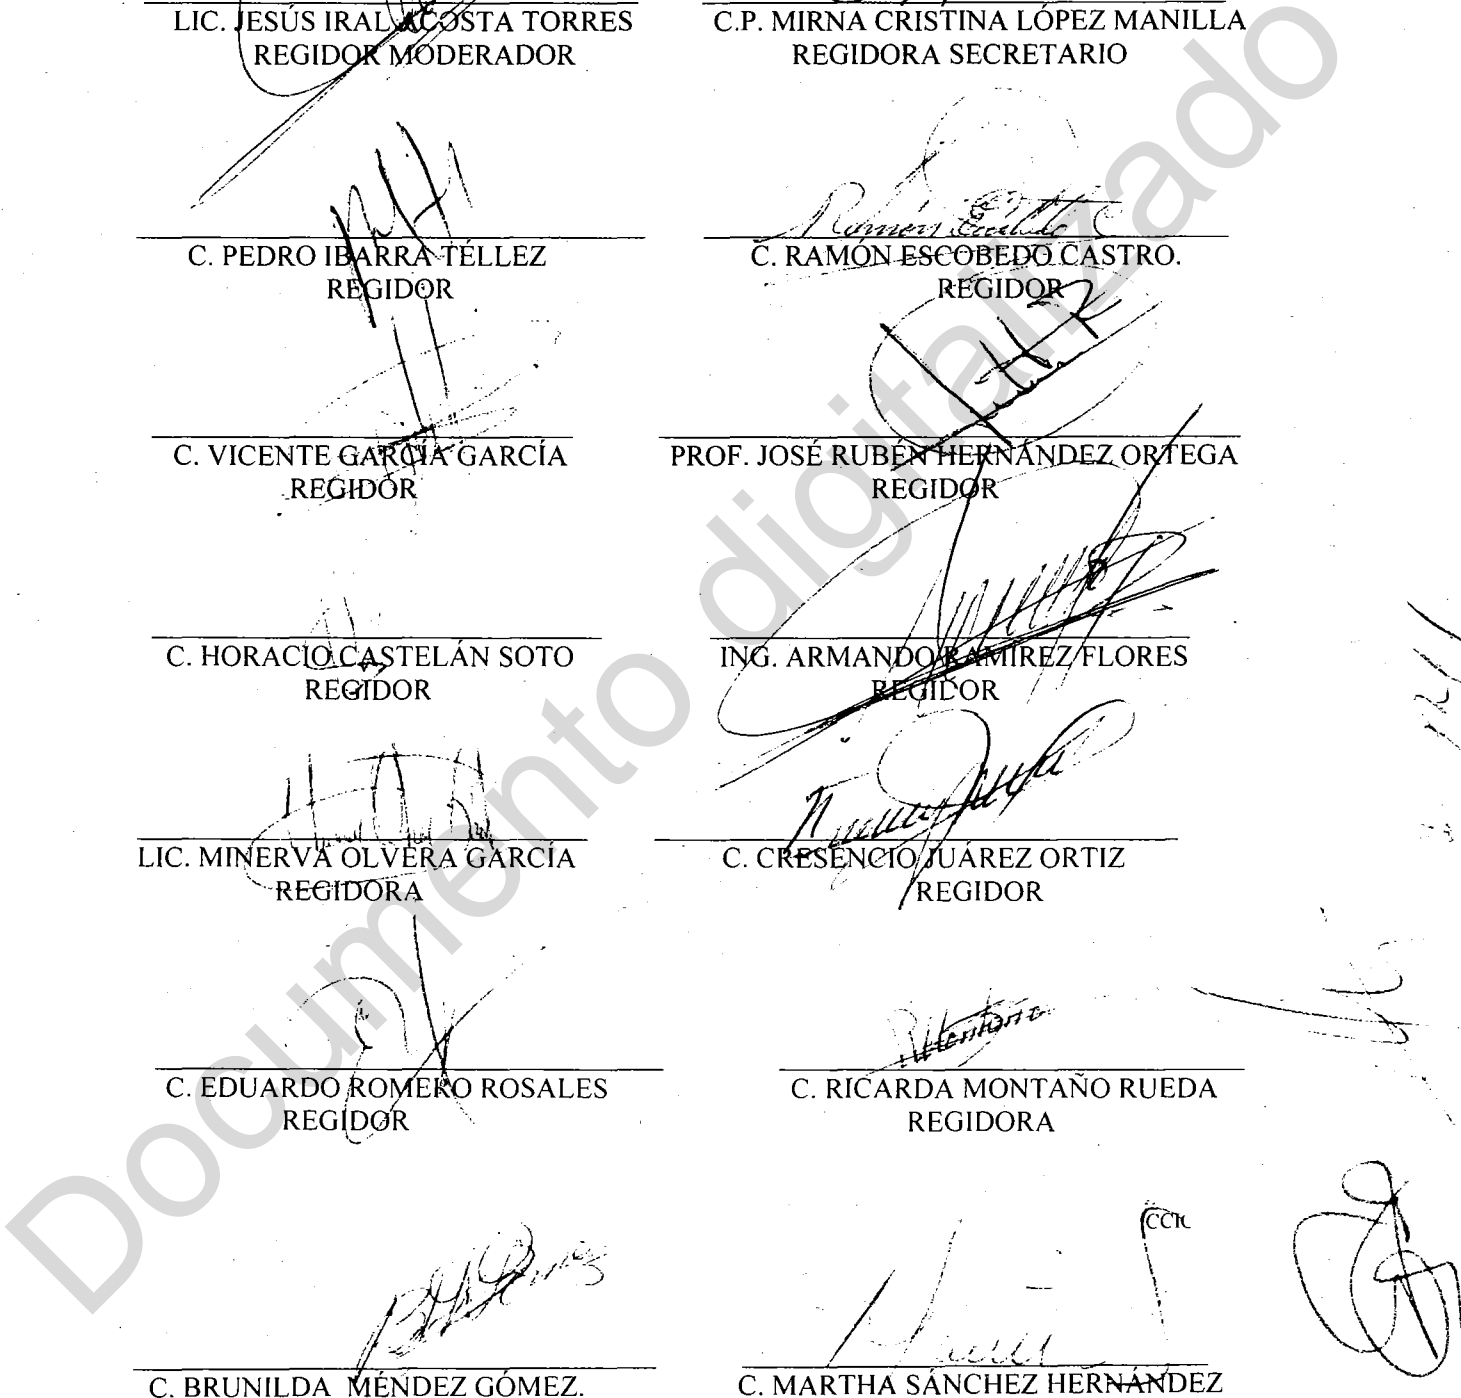 LIC. JESÚS IRAL ACOSTA TORRES
REGIDOR MODERADOR
C.P. MIRNA CRISTINA LÓPEZ MANILLA
REGIDORA SECRETARIO
C. PEDRO IBARRA TÉLLEZ
REGIDOR
Ramón Escobedo C
C. RAMÓN ESCOBEDO CASTRO.
REGIDOR
C. VICENTE GARCÍA GARCÍA
REGIDOR
PROF. JOSÉ RUBÉN HERNÁNDEZ ORTEGA
REGIDOR
C. HORACIO CASTELÁN SOTO
REGIDOR
ING. ARMANDO RAMÍREZ FLORES
REGIDOR
LIC. MINERVA OLVERA GARCÍA
REGIDORA
C. CRESENCIO JUÁREZ ORTIZ
REGIDOR
C. EDUARDO ROMERO ROSALES
REGIDOR
RMontaño
C. RICARDA MONTAÑO RUEDA
REGIDORA
C. BRUNILDA MÉNDEZ GÓMEZ.
C. MARTHA SÁNCHEZ HERNÁNDEZ
Documento digitalizado